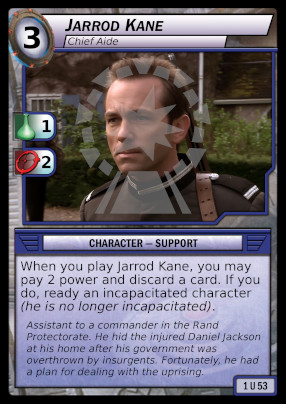 3
JARROD KANE
Chief Aide
1
2
CHARACTER – SUPPORT
When you play Jarrod Kane, you may
pay 2 power and discard a card. If you
do, ready an incapacitated character
(he is no longer incapacitated).
Assistant to a commander in the Rand
Protectorate. He hid the injured Daniel Jackson
at his home after his government was
overthrown by insurgents. Fortunately, he had
a plan for dealing with the uprising.
1 U 53